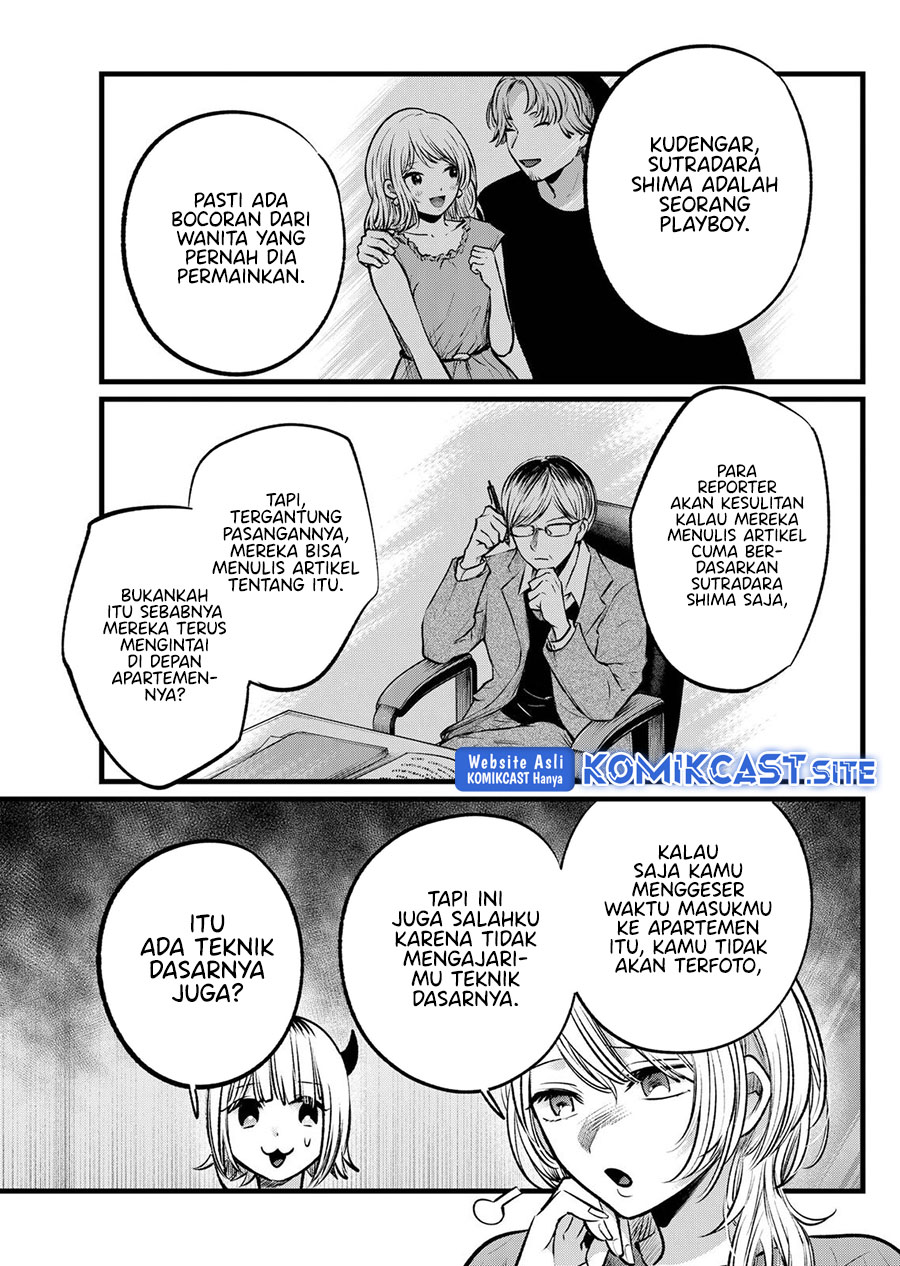 KUDENGAR,
SUTRADARA
SHIMA ADALAH
SEORANG
PLAYBOY.
PASTI ADA
BOCORAN DARI
WANITA YANG
PERNAH DIA
PERMAINKAN.
PARA
REPORTER
AKAN KESULITAN
KALAU MEREKA
MENULIS ARTIKEL
CUMA BER-
DASARKAN
SUTRADARA
SHIMA SAJA,
TAPI,
TERGANTUNG
PASANGANNYA,
MEREKA BISA
MENULIS ARTIKEL
TENTANG ITU.
BUKANKAH
ITU SEBABNYA
MEREKA TERUS
MENGINTAI
DI DEPAN
APARTEMEN-
NYA?
Website Asli
KOMIKCAST Hanya
KOMIKCAST.SITE
KALAU
SAJA KAMU
MENGGESER
WAKTU MASUKMU
KE APARTEMEN
ITU, KAMU TIDAK
AKAN TERFOTO,
TAPI INI
JUGA SALAHKU
KARENA TIDAK
MENGAJARI-
MU TEKNIK
DASARNYA.
ITU
ADA TEKNIK
DASARNYA
JUGA?